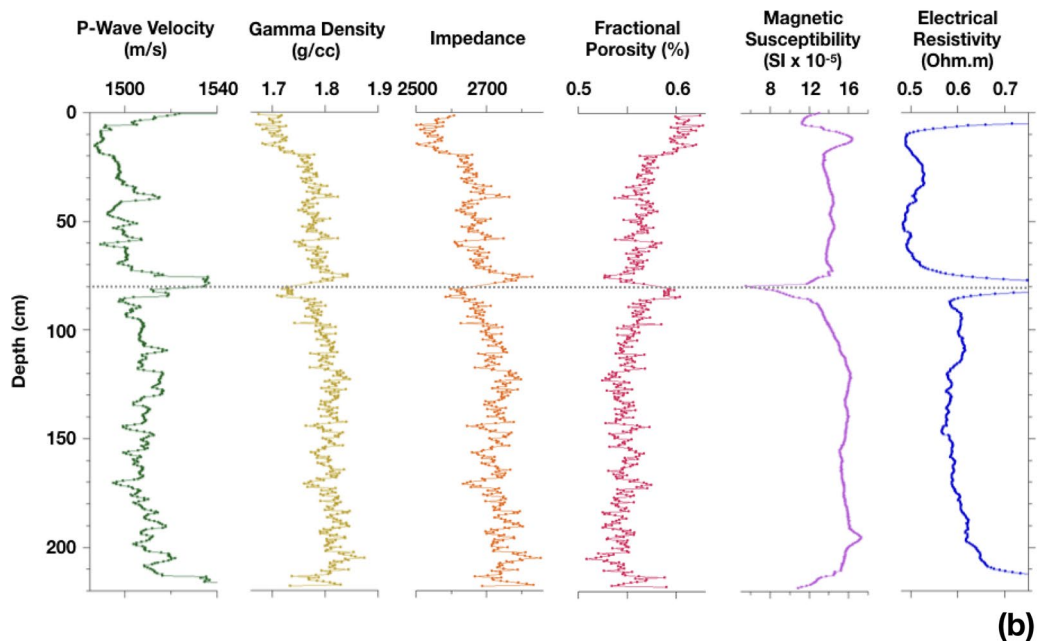 P-Wave Velocity
(m/s)
1500 1540
Gamma Density
(g/cc)
1.7 1.8 1.9
Impedance
2500 2700
Fractional
Porosity (%)
0.5 0.6
Magnetic
Susceptibility
(SI x 10⁻⁵)
8 12 16
Electrical
Resistivity
(Ohm.m)
0.5 0.6 0.7
Depth (cm)
0
50
100
150
200
(b)